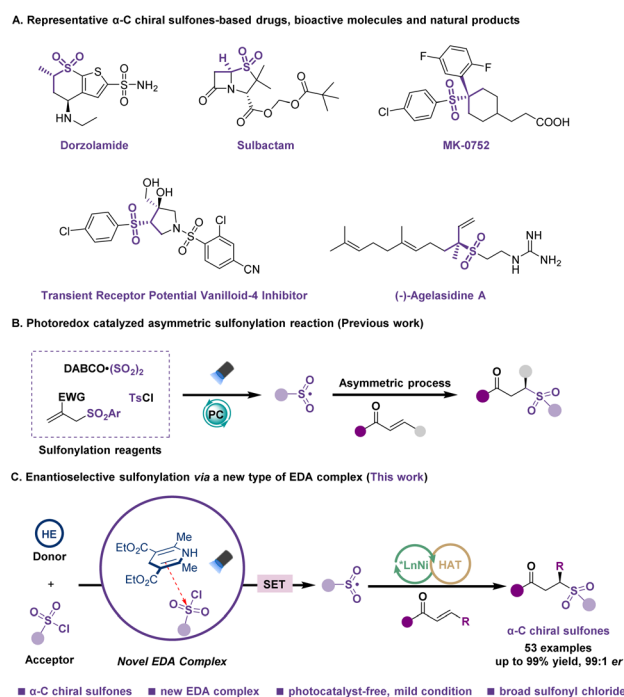 A. Representative α-C chiral sulfones-based drugs, bioactive molecules and natural products
O O
S
S
O
S
NH₂
O
HN
Dorzolamide
H
O O
S
N
O
O
O
O
O
Sulbactam
F
F
O
S
O
Cl
COOH
MK-0752
OH
OH
O
S
O
Cl
N
O
S
O
Cl
CN
Transient Receptor Potential Vanilloid-4 Inhibitor
O
S
O
N
H
NH
NH₂
(-)-Agelasidine A
B. Photoredox catalyzed asymmetric sulfonylation reaction (Previous work)
DABCO•(SO₂)₂
EWG
TsCl
SO₂Ar
Sulfonylation reagents
PC
O
S•
O
Asymmetric process
O
O
O
S
O
C. Enantioselective sulfonylation via a new type of EDA complex (This work)
HE
Donor
+
O
S
O
Cl
Acceptor
EtO₂C
Me
NH
Me
EtO₂C
O Cl
S
O
Novel EDA Complex
SET
O
S•
O
*LnNi
HAT
O
R
O
R
O
S
O
α-C chiral sulfones
53 examples
up to 99% yield, 99:1 er
■ α-C chiral sulfones ■ new EDA complex ■ photocatalyst-free, mild condition ■ broad sulfonyl chloride